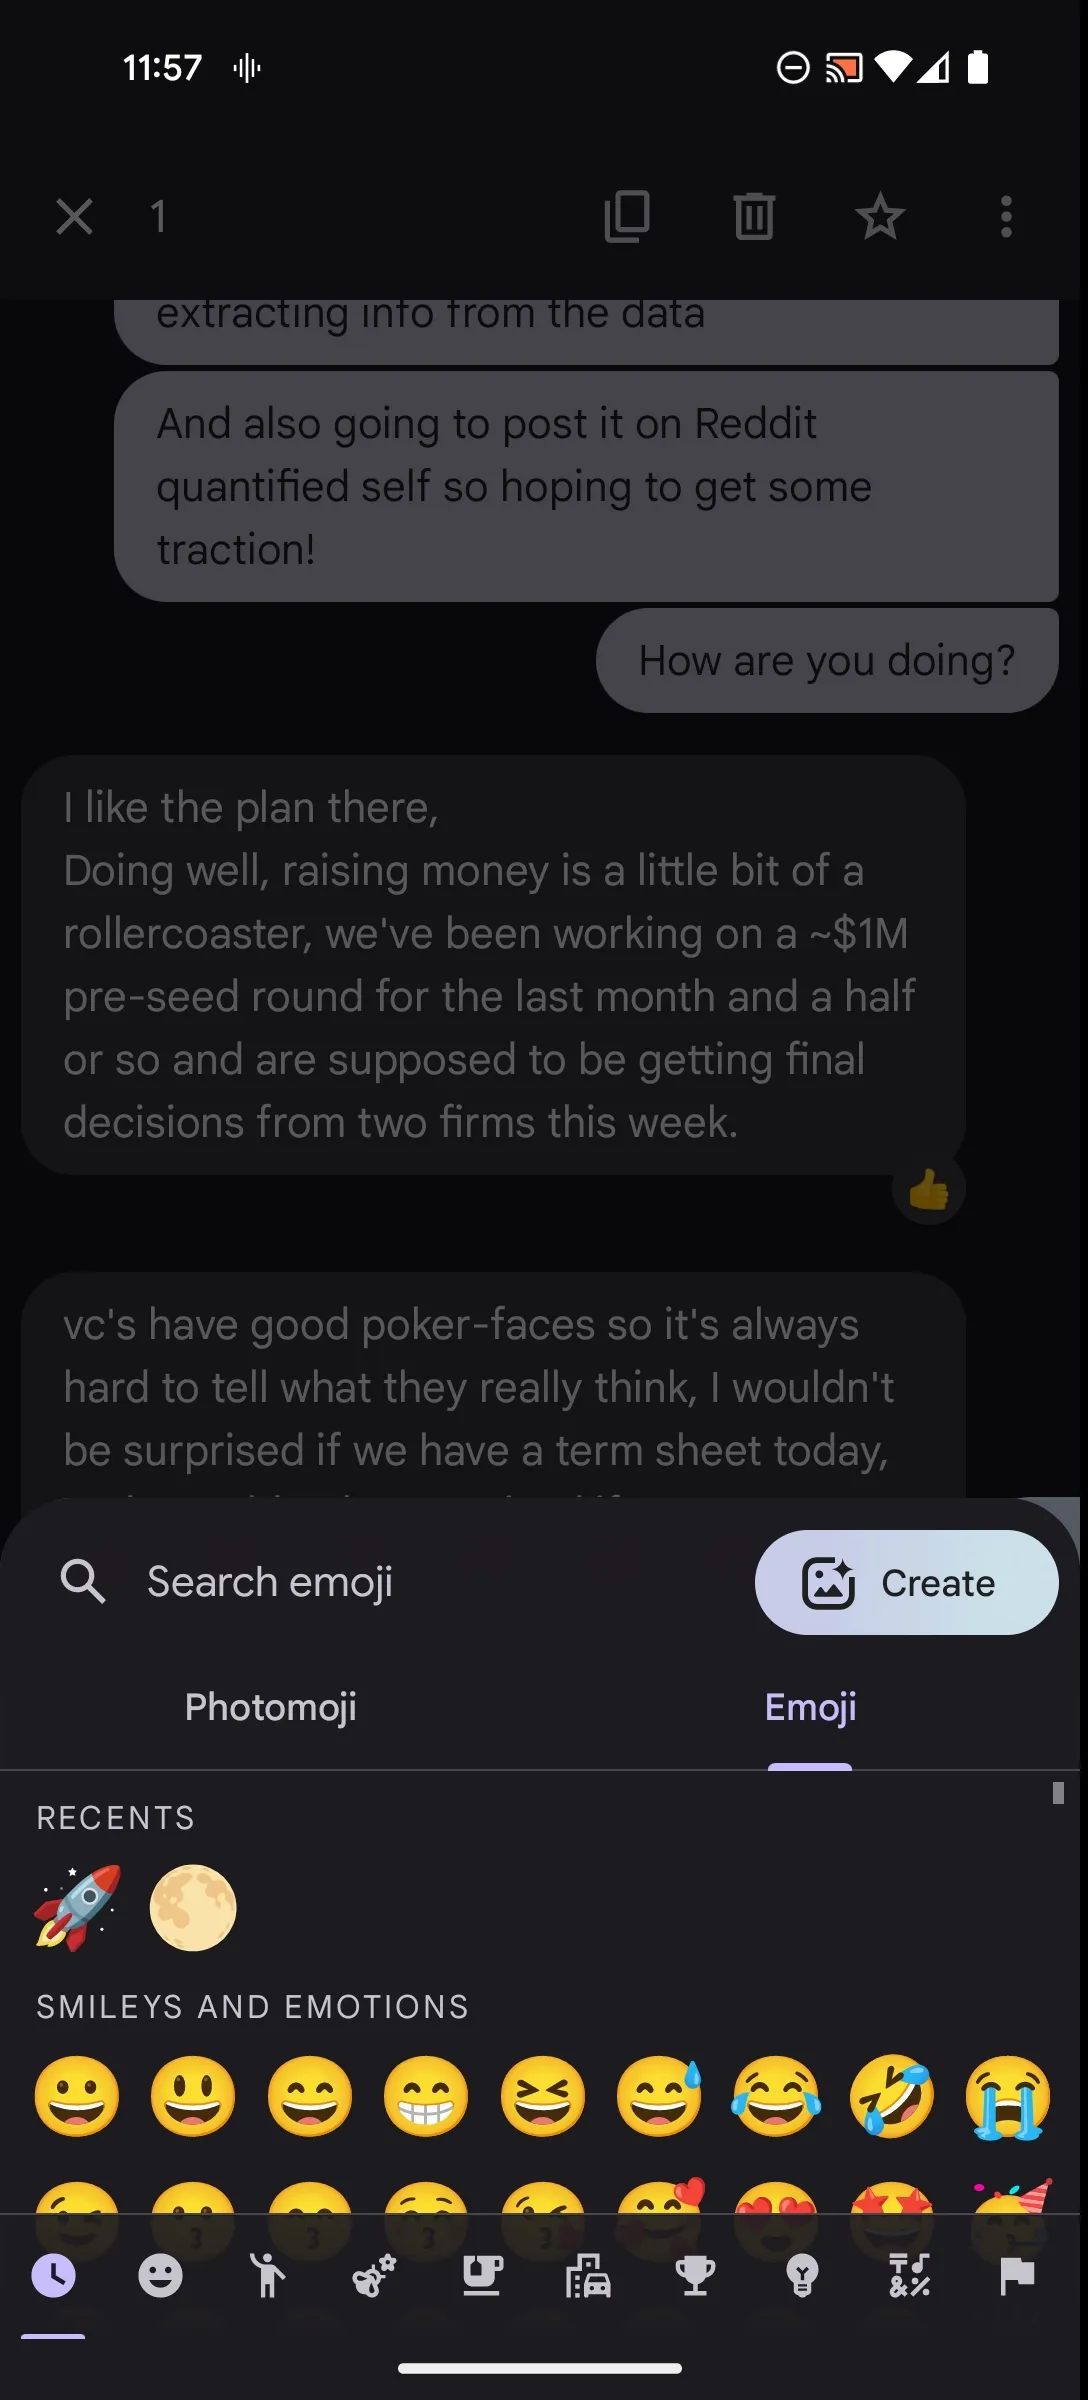 11:57
1
extracting info from the data
And also going to post it on Reddit
quantified self so hoping to get some
traction!
How are you doing?
I like the plan there,
Doing well, raising money is a little bit of a
rollercoaster, we've been working on a ~$1M
pre-seed round for the last month and a half
or so and are supposed to be getting final
decisions from two firms this week.
vc's have good poker-faces so it's always
hard to tell what they really think, I wouldn't
be surprised if we have a term sheet today,
Search emoji
Create
Photomoji
Emoji
RECENTS
SMILEYS AND EMOTIONS